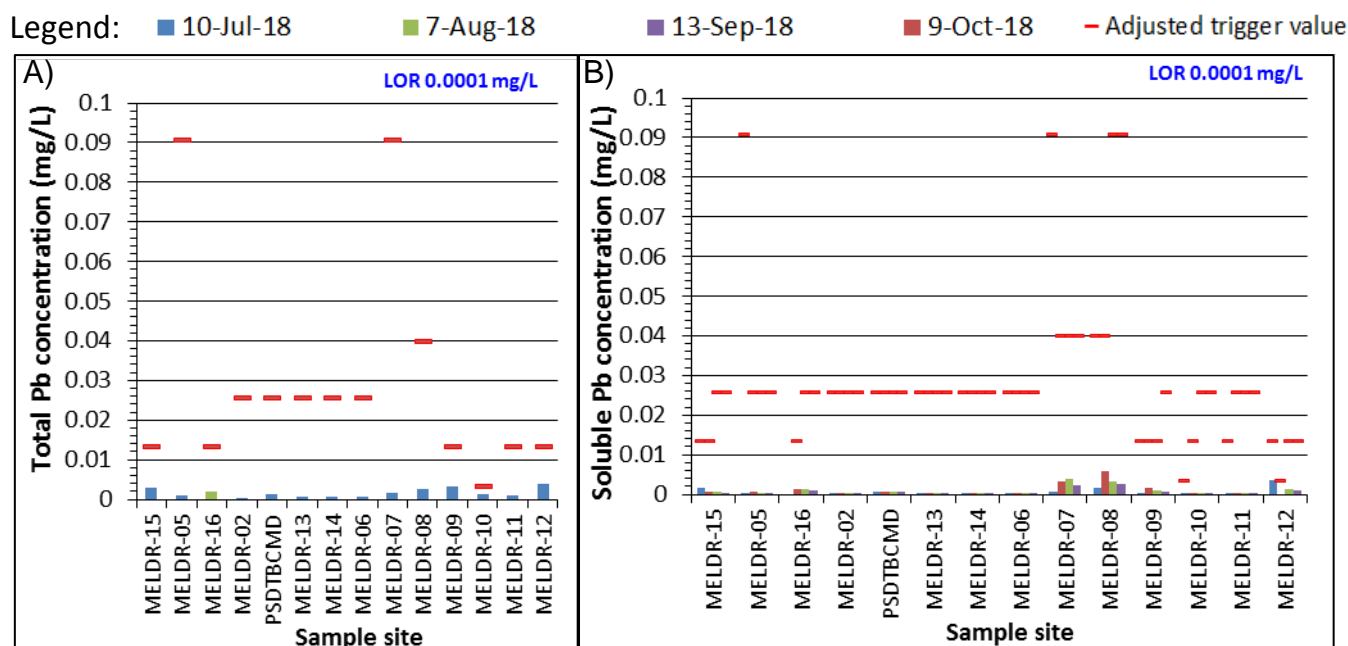 Legend: 10-Jul-18 7-Aug-18 13-Sep-18 9-Oct-18 Adjusted trigger value
A)
LOR 0.0001 mg/L
Total Pb concentration (mg/L)
0.1
0.09
0.08
0.07
0.06
0.05
0.04
0.03
0.02
0.01
0
MELDR-15
MELDR-05
MELDR-16
MELDR-02
PSDTBCMD
MELDR-13
MELDR-14
MELDR-06
MELDR-07
MELDR-08
MELDR-09
MELDR-10
MELDR-11
MELDR-12
Sample site
B)
LOR 0.0001 mg/L
Soluble Pb concentration (mg/L)
0.1
0.09
0.08
0.07
0.06
0.05
0.04
0.03
0.02
0.01
0
MELDR-15
MELDR-05
MELDR-16
MELDR-02
PSDTBCMD
MELDR-13
MELDR-14
MELDR-06
MELDR-07
MELDR-08
MELDR-09
MELDR-10
MELDR-11
MELDR-12
Sample site